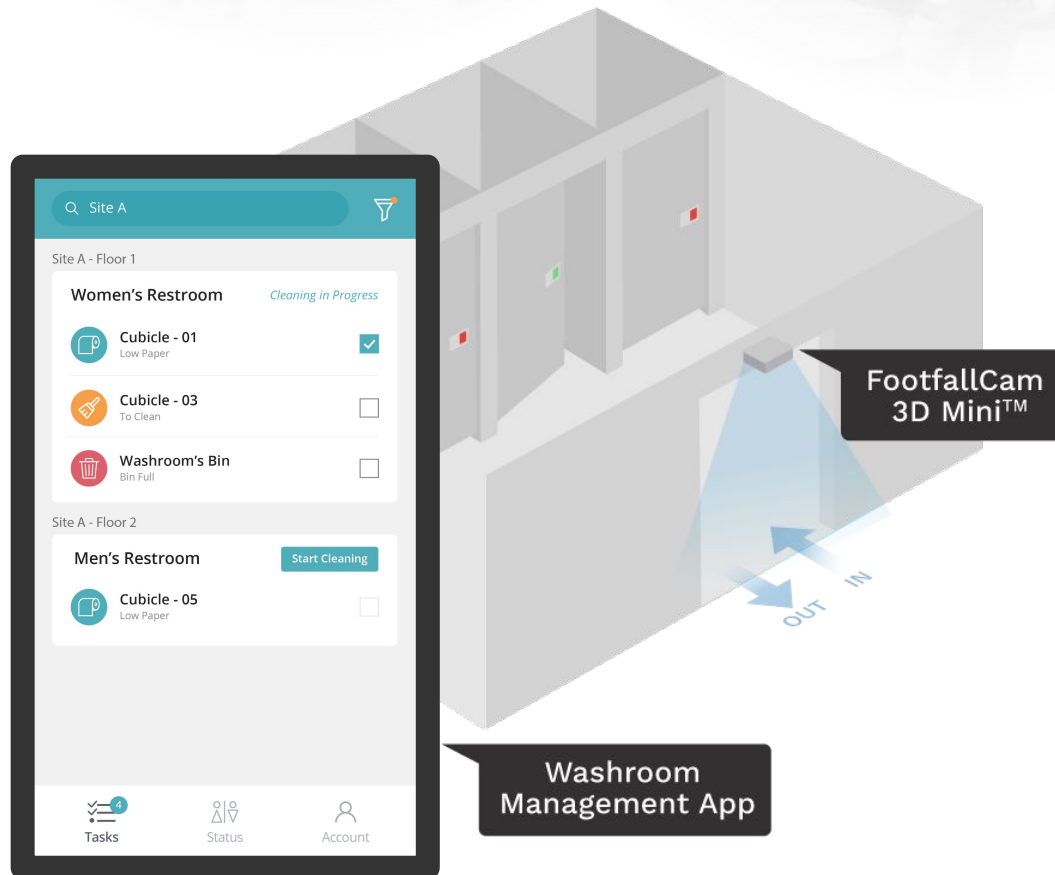 Site A
Site A - Floor 1
Women's Restroom
Cleaning in Progress
Cubicle - 01
Low Paper
Cubicle - 03
To Clean
Washroom's Bin
Bin Full
Site A - Floor 2
Men's Restroom
Start Cleaning
Cubicle - 05
Low Paper
4
Tasks
Status
Account
FootfallCam
3D Mini™
IN
OUT
Washroom
Management App